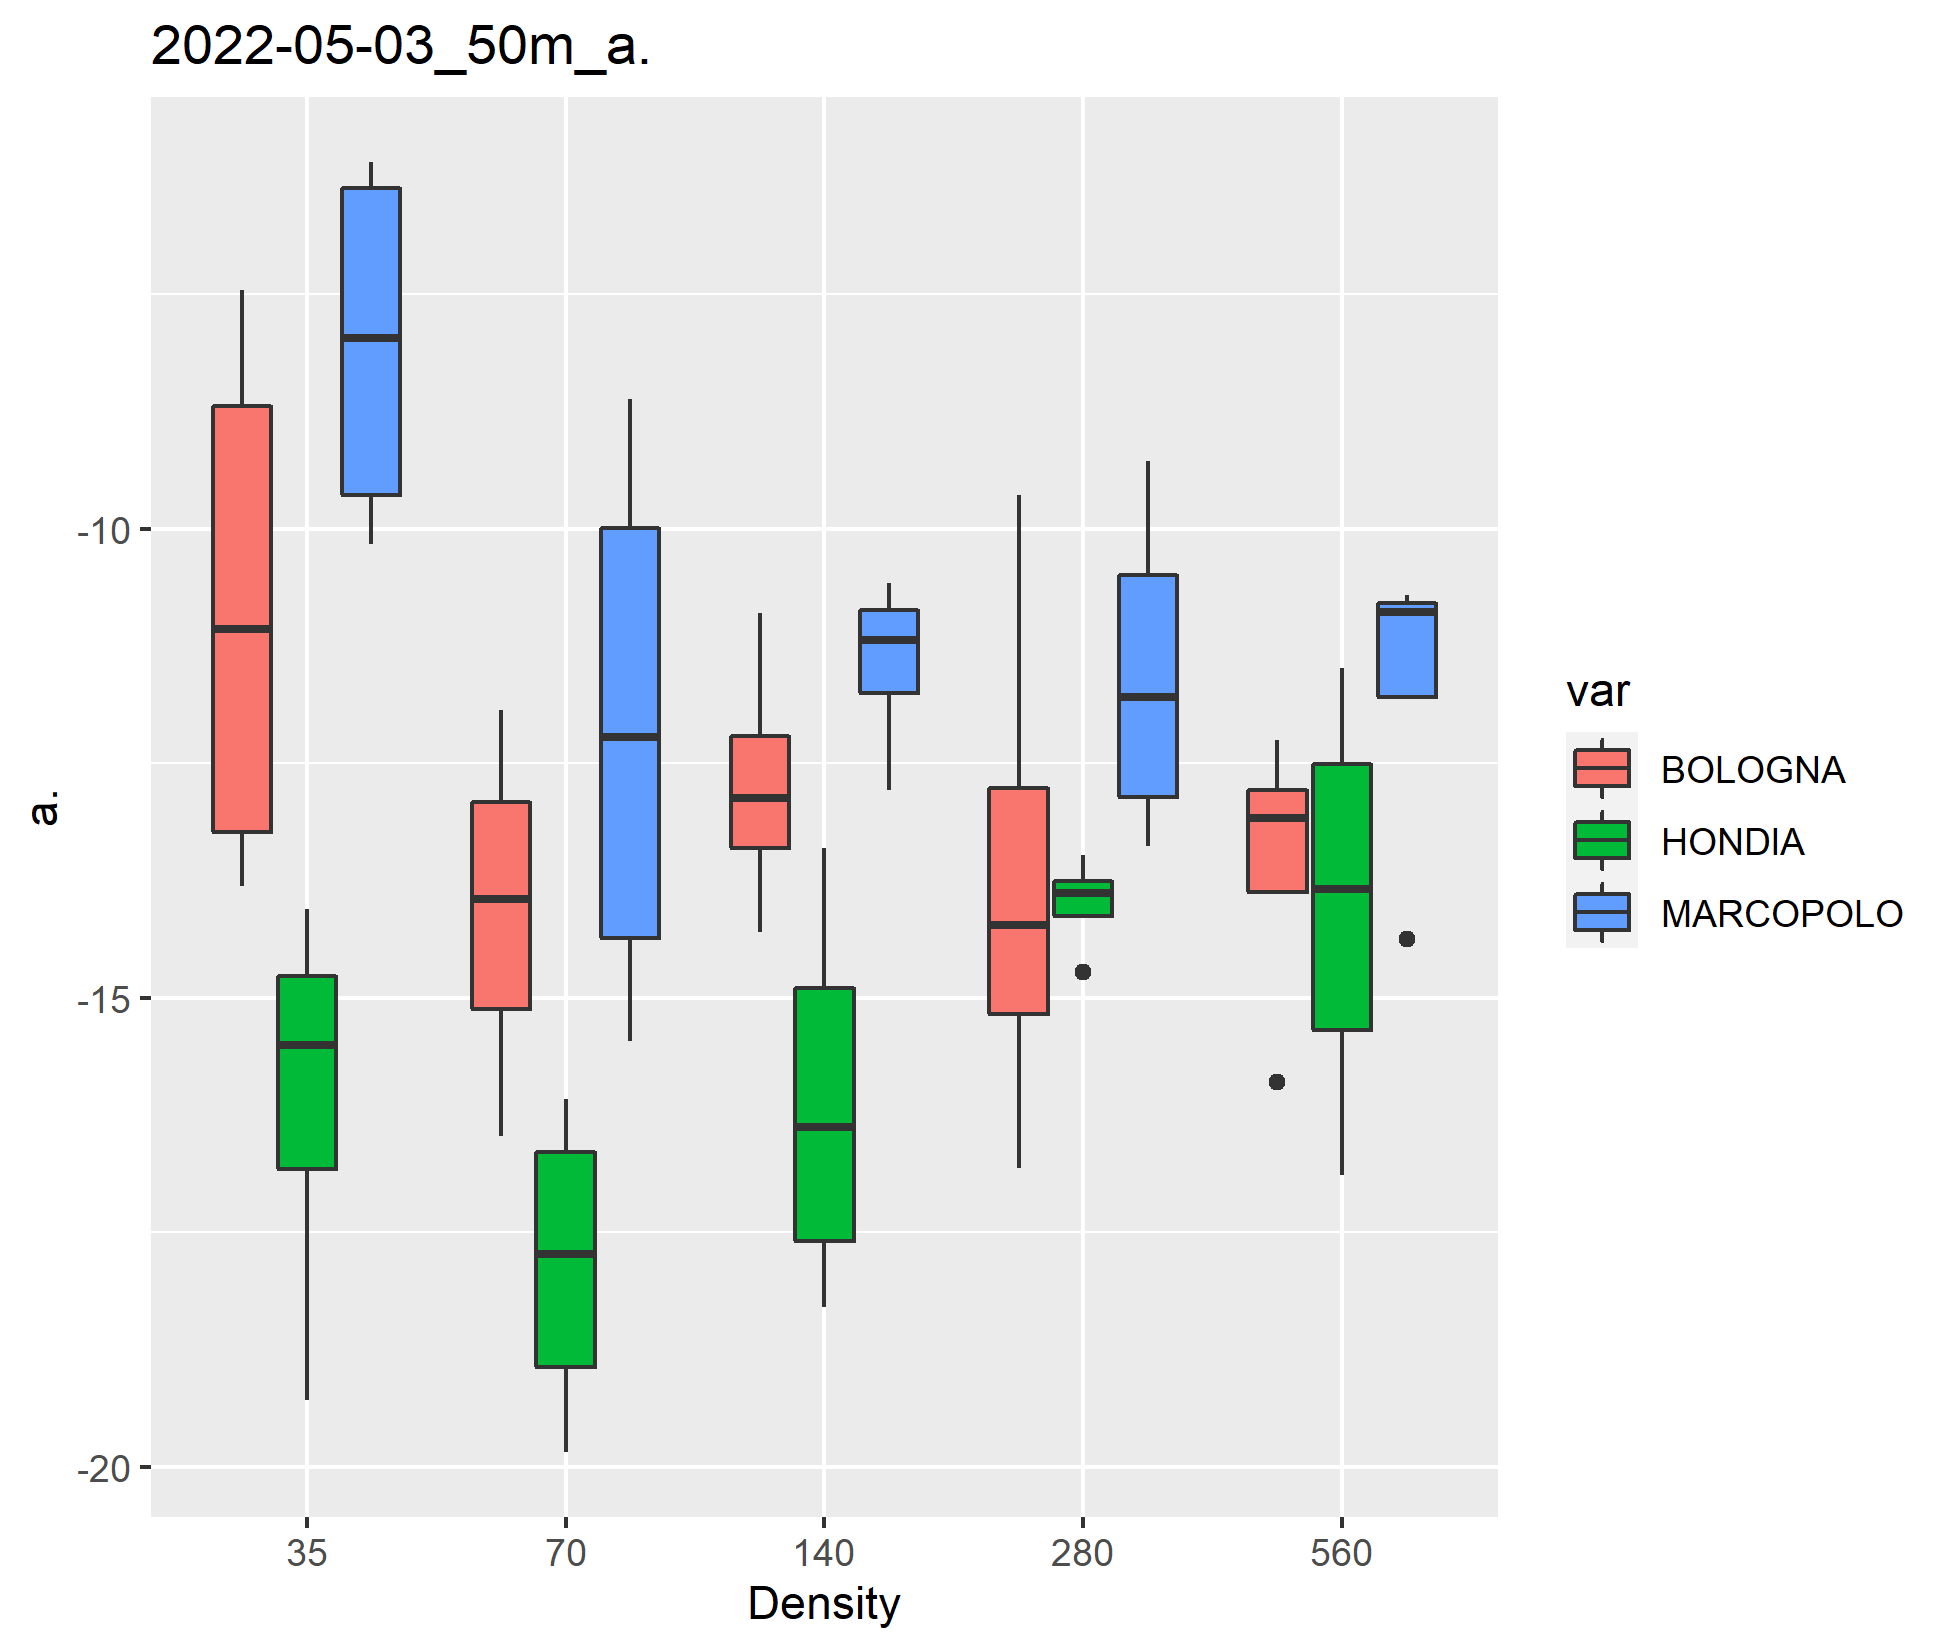 2022-05-03_50m_a.
a.
-10
-15
-20
35 70 140 280 560
Density
var
BOLOGNA
HONDIA
MARCOPOLO